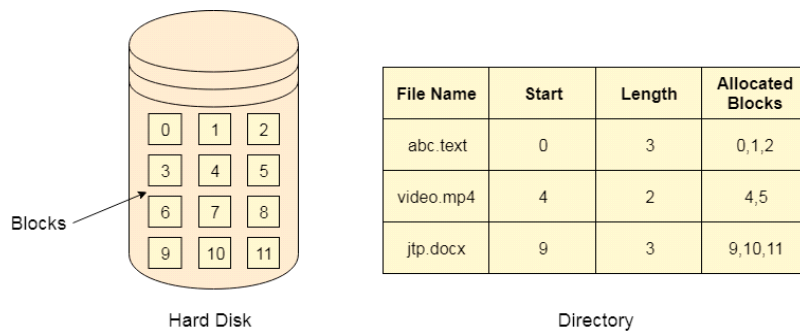 0 1 2
3 4 5
6 7 8
9 10 11
Blocks
Hard Disk
File Name Start Length Allocated
Blocks
abc.text 0 3 0,1,2
video.mp4 4 2 4,5
jtp.docx 9 3 9,10,11
Directory